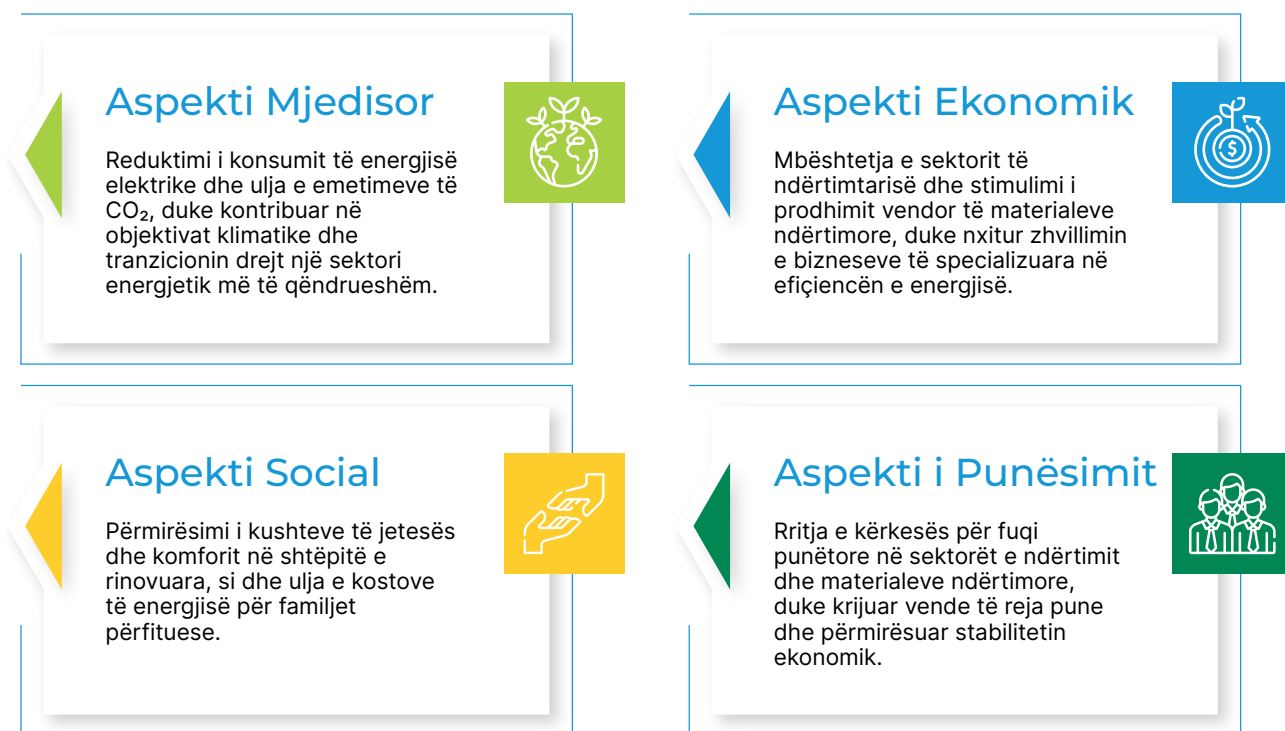 Aspekti Mjedisor
Reduktimi i konsumit të energjisë
elektrike dhe ulja e emetimeve të
CO₂, duke kontribuar në
objektivat klimatike dhe
tranzicionin drejt një sektori
energjetik më të qëndrueshëm.
Aspekti Ekonomik
Mbështetja e sektorit të
ndërtimtarisë dhe stimulimi i
prodhimit vendor të materialeve
ndërtimore, duke nxitur zhvillimin
e bizneseve të specializuara në
efiçiencën e energjisë.
Aspekti Social
Përmirësimi i kushteve të jetesës
dhe komforit në shtëpitë e
rinovuara, si dhe ulja e kostove
të energjisë për familjet
përfituese.
Aspekti i Punësimit
Rritja e kërkesës për fuqi
punëtore në sektorët e ndërtimit
dhe materialeve ndërtimore,
duke krijuar vende të reja pune
dhe përmirësuar stabilitetin
ekonomik.